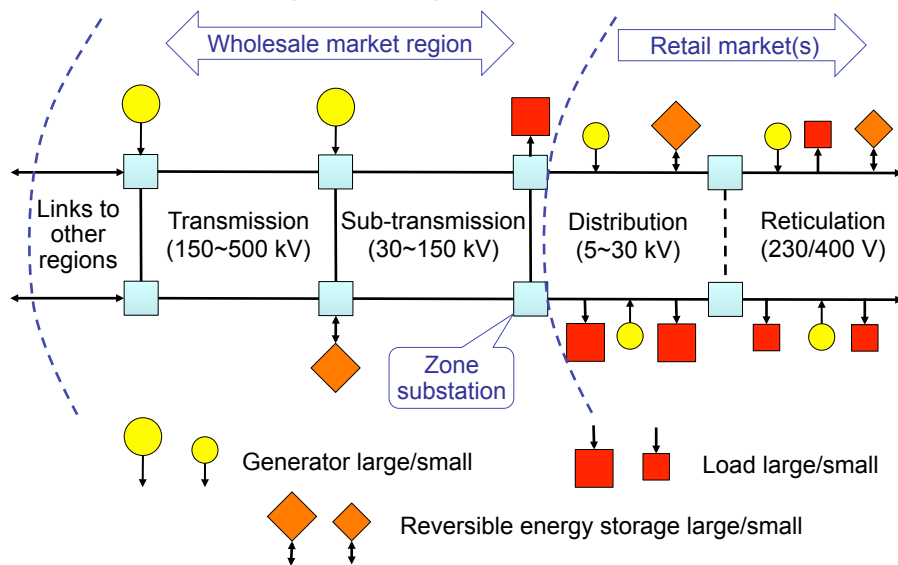 Wholesale market region
Retail market(s)
Links to
other
regions
Transmission
(150~500 kV)
Sub-transmission
(30~150 kV)
Distribution
(5~30 kV)
Reticulation
(230/400 V)
Zone
substation
Generator large/small
Load large/small
Reversible energy storage large/small